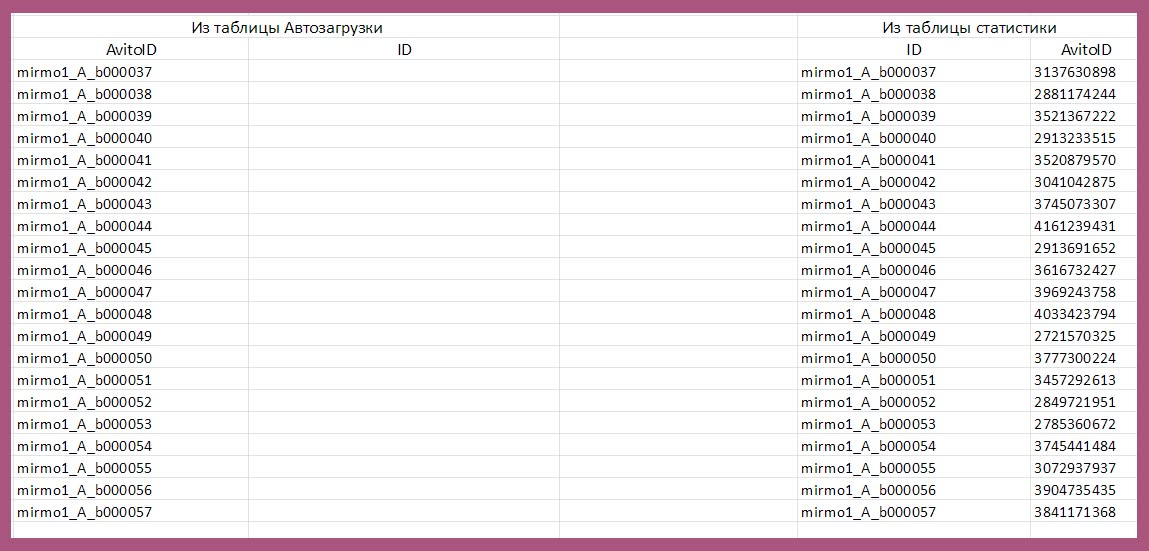 Из таблицы Автозагрузки Из таблицы статистики
AvitoID ID ID AvitoID
mirmo1_A_b000037 mirmo1_A_b000037 3137630898
mirmo1_A_b000038 mirmo1_A_b000038 2881174244
mirmo1_A_b000039 mirmo1_A_b000039 3521367222
mirmo1_A_b000040 mirmo1_A_b000040 2913233515
mirmo1_A_b000041 mirmo1_A_b000041 3520879570
mirmo1_A_b000042 mirmo1_A_b000042 3041042875
mirmo1_A_b000043 mirmo1_A_b000043 3745073307
mirmo1_A_b000044 mirmo1_A_b000044 4161239431
mirmo1_A_b000045 mirmo1_A_b000045 2913691652
mirmo1_A_b000046 mirmo1_A_b000046 3616732427
mirmo1_A_b000047 mirmo1_A_b000047 3969243758
mirmo1_A_b000048 mirmo1_A_b000048 4033423794
mirmo1_A_b000049 mirmo1_A_b000049 2721570325
mirmo1_A_b000050 mirmo1_A_b000050 3777300224
mirmo1_A_b000051 mirmo1_A_b000051 3457292613
mirmo1_A_b000052 mirmo1_A_b000052 2849721951
mirmo1_A_b000053 mirmo1_A_b000053 2785360672
mirmo1_A_b000054 mirmo1_A_b000054 3745441484
mirmo1_A_b000055 mirmo1_A_b000055 3072937937
mirmo1_A_b000056 mirmo1_A_b000056 3904735435
mirmo1_A_b000057 mirmo1_A_b000057 3841171368